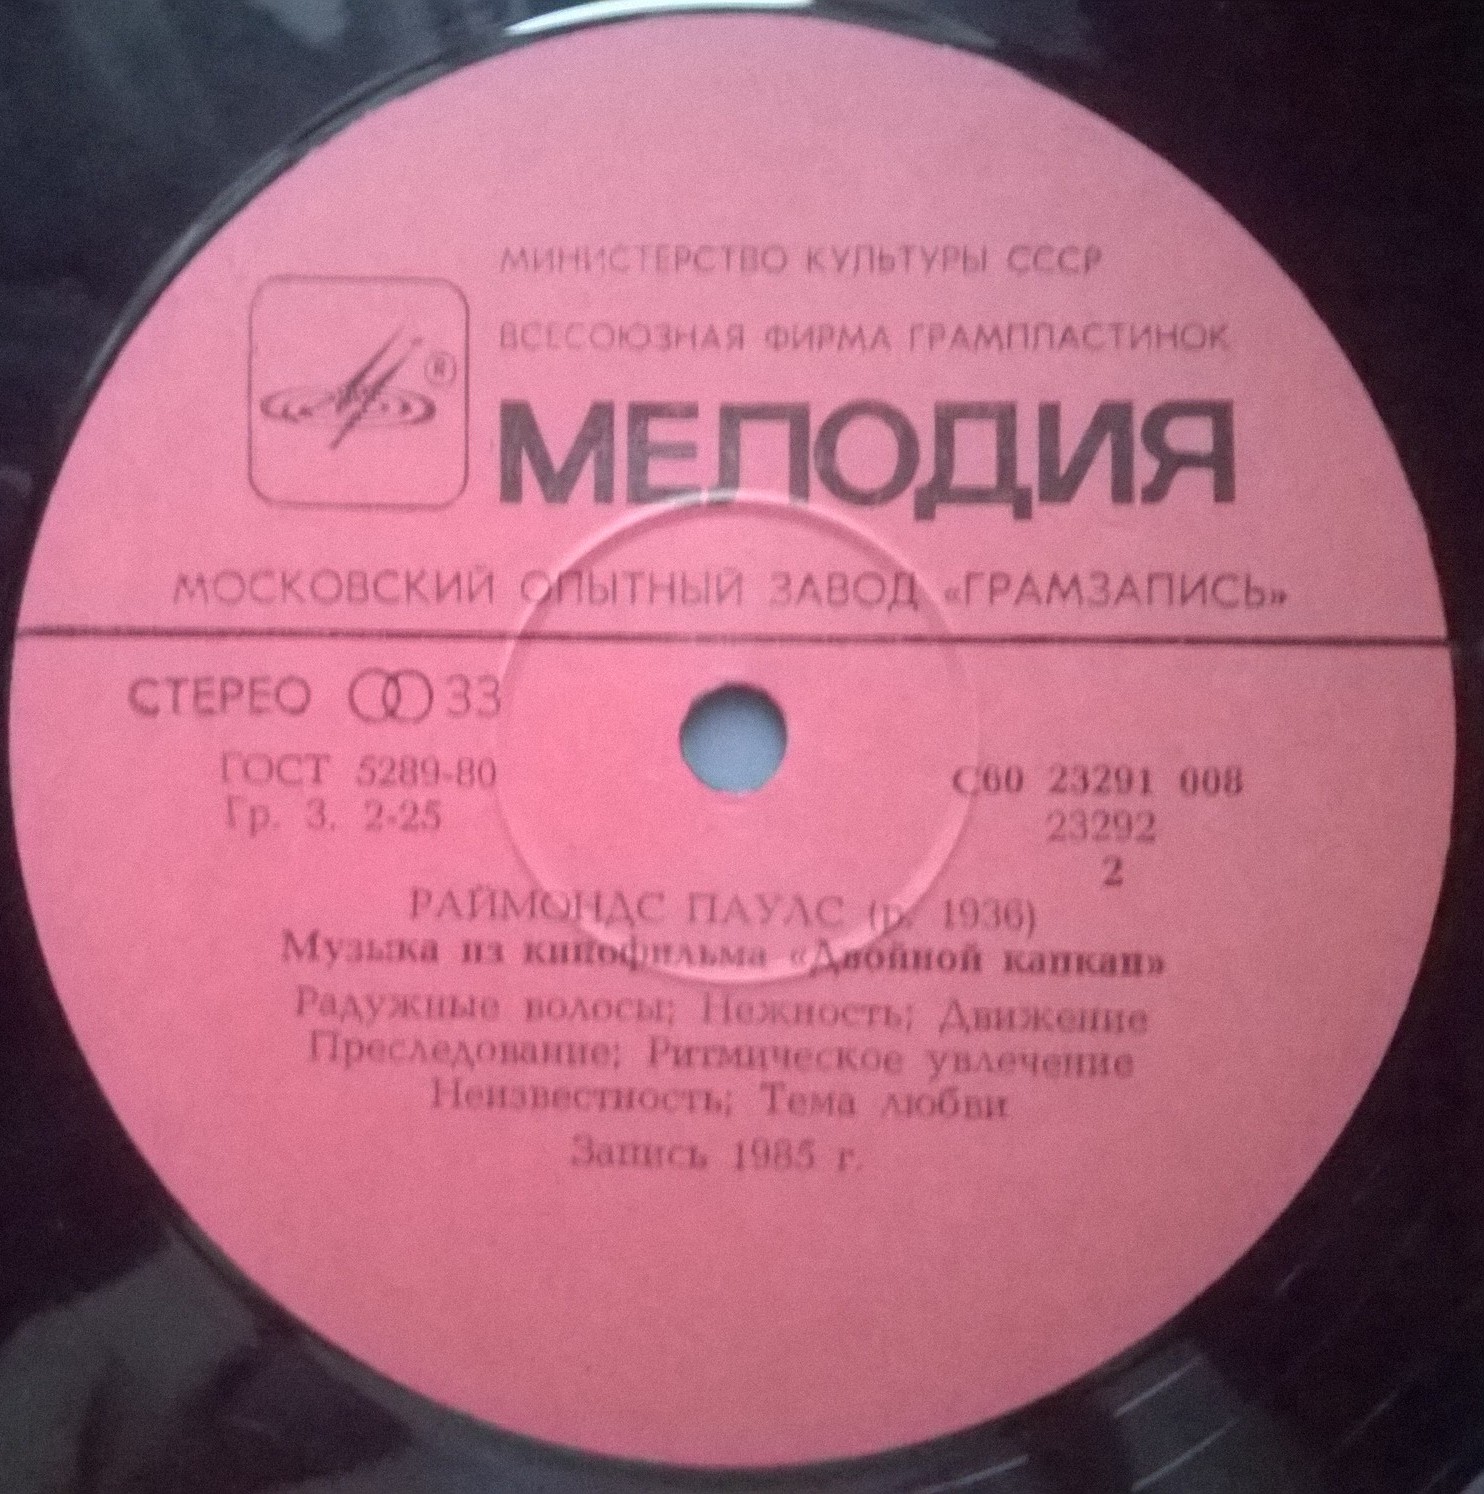 МИНИСТЕРСТВО КУЛЬТУРЫ СССР
ВСЕСОЮЗНАЯ ФИРМА ГРАМПЛАСТИНОК
®
МЕЛОДИЯ
МОСКОВСКИЙ ОПЫТНЫЙ ЗАВОД «ГРАМЗАПИСЬ»
СТЕРЕО 33
ГОСТ 5289-80
Гр. 3. 2-25
С60 23291 008
23292
2
РАЙМОНДС ПАУЛС (р. 1936)
Музыка из кинофильма «Двойной капкан»
Радужные волосы; Нежность; Движение
Преследование; Ритмическое увлечение
Неизвестность; Тема любви
Запись 1985 г.